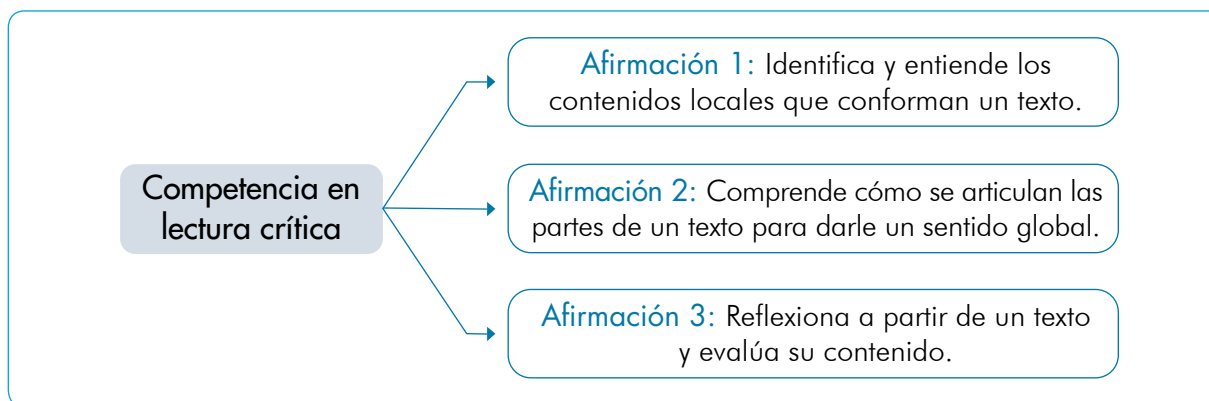 Competencia en
lectura crítica
Afirmación 1: Identifica y entiende los
contenidos locales que conforman un texto.
Afirmación 2: Comprende cómo se articulan las
partes de un texto para darle un sentido global.
Afirmación 3: Reflexiona a partir de un texto
y evalúa su contenido.